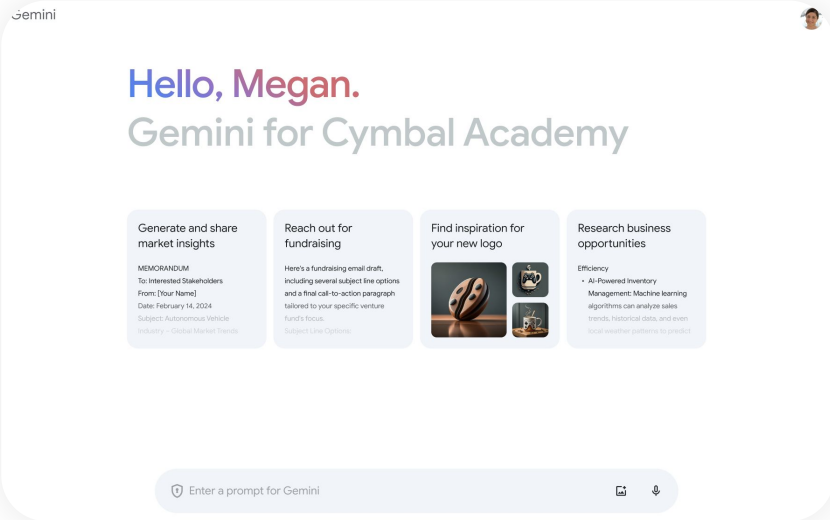 Gemini
Hello, Megan.
Gemini for Cymbal Academy
Generate and share
market insights
MEMORANDUM
To: Interested Stakeholders
From: [Your Name]
Date: February 14, 2024
Subject: Autonomous Vehicle
Industry – Global Market Trends
Reach out for
fundraising
Here's a fundraising email draft,
including several subject line options
and a final call-to-action paragraph
tailored to your specific venture
fund's focus.
Subject Line Options:
Find inspiration for
your new logo
Research business
opportunities
Efficiency
• AI-Powered Inventory
Management: Machine learning
algorithms can analyze sales
trends, historical data, and even
local weather patterns to predict
Enter a prompt for Gemini